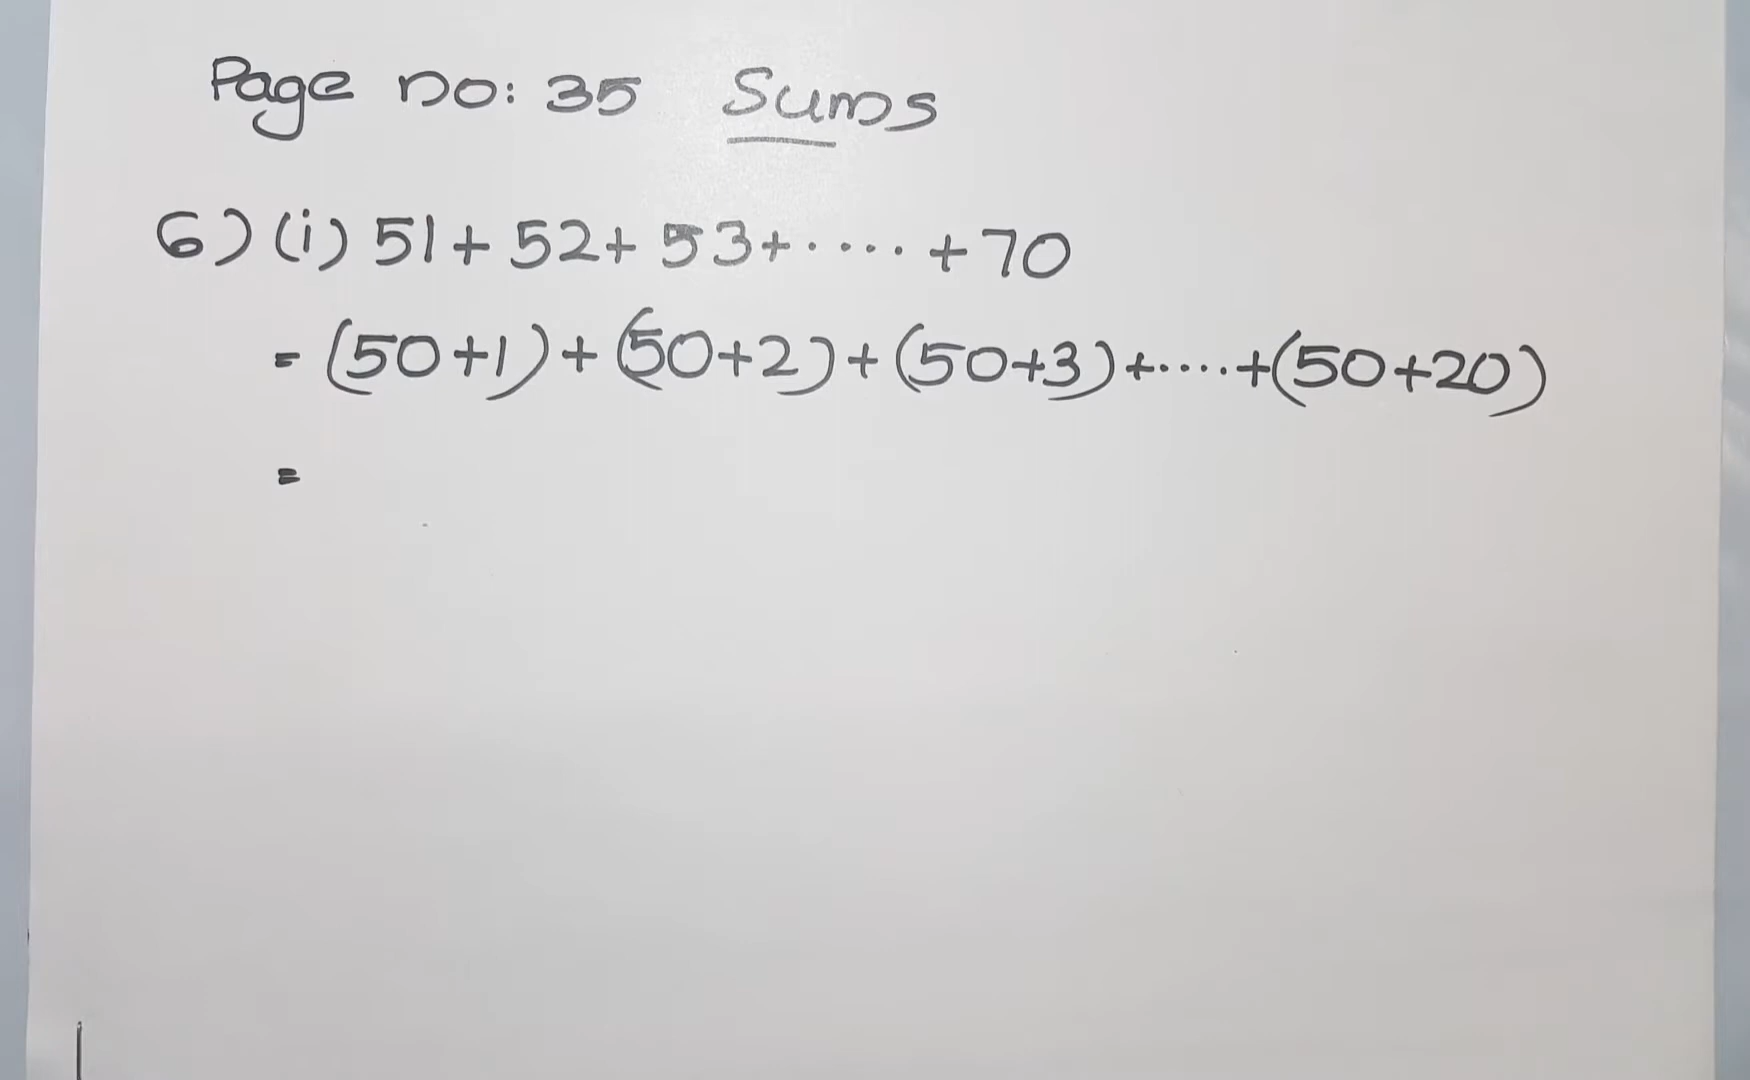 Page no: 35 Sums
6) (i) 51 + 52 + 53 + ..... + 70
= (50+1) + (50+2) + (50+3) + .... + (50+20)
=